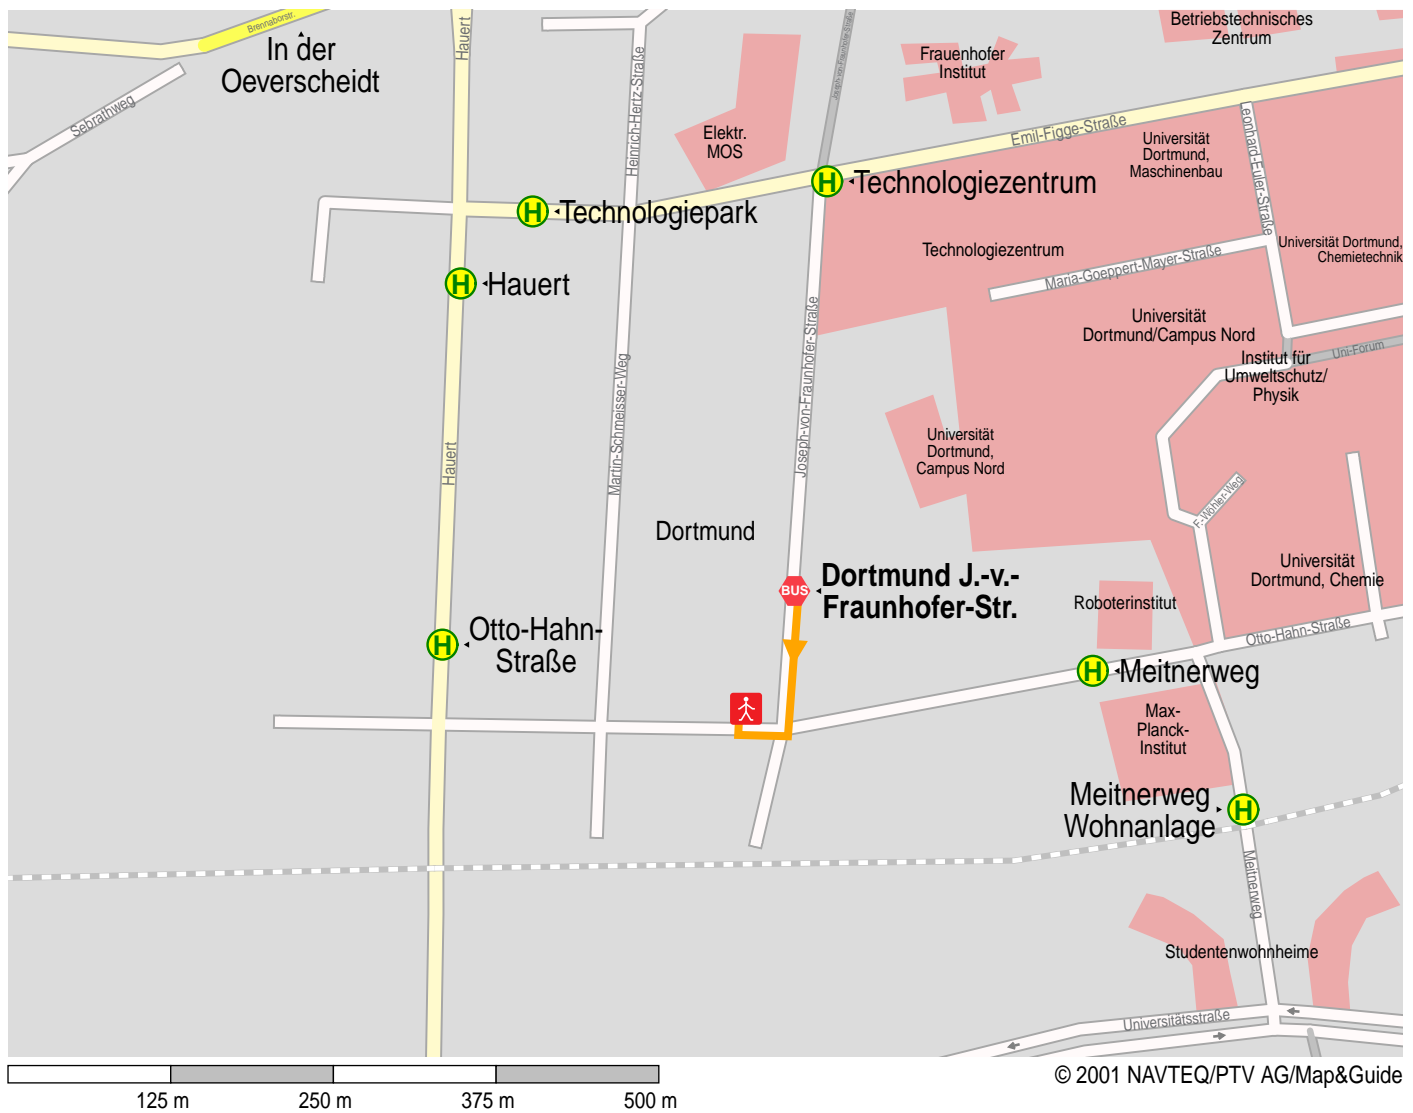 Brennaborstr.
In der
Oeverscheidt
Sebrathweg
Hauert
Heinrich-Hertz-Straße
Elektr.
MOS
Joseph-von-Fraunhofer-Straße
Frauenhofer
Institut
Betriebstechnisches
Zentrum
Emil-Figge-Straße
Universität
Dortmund,
Maschinenbau
Leonhard-Euler-Straße
H
Technologiezentrum
H
Technologiepark
Technologiezentrum
Maria-Goeppert-Mayer-Straße
Universität Dortmund,
Chemietechnik
H
Hauert
Universität
Dortmund/Campus Nord
Institut für
Umweltschutz/
Physik
Uni-Forum
Joseph-von-Fraunhofer-Straße
Martin-Schmeisser-Weg
Hauert
Universität
Dortmund,
Campus Nord
F.-Wöhler-Weg
Dortmund
Universität
Dortmund, Chemie
BUS
Dortmund J.-v.-
Fraunhofer-Str.
Roboterinstitut
Otto-Hahn-Straße
H
Otto-Hahn-
Straße
H
Meitnerweg
Max-
Planck-
Institut
Meitnerweg
Wohnanlage
H
Meitnerweg
Studentenwohnheime
Universitätsstraße
125 m
250 m
375 m
500 m
© 2001 NAVTEQ/PTV AG/Map&Guide